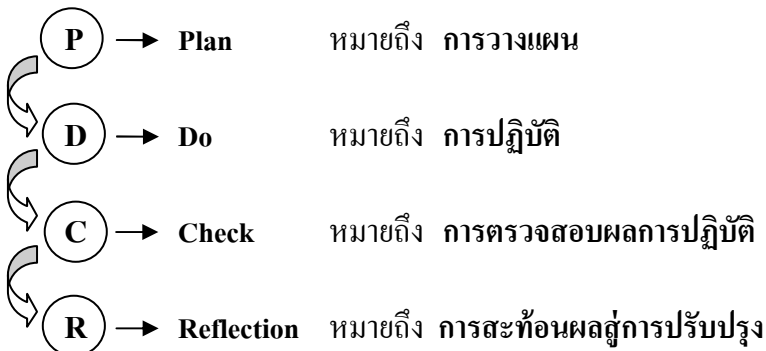 P Plan หมายถึง การวางแผน
D Do หมายถึง การปฏิบัติ
C Check หมายถึง การตรวจสอบผลการปฏิบัติ
R Reflection หมายถึง การสะท้อนผลสู่การปรับปรุง